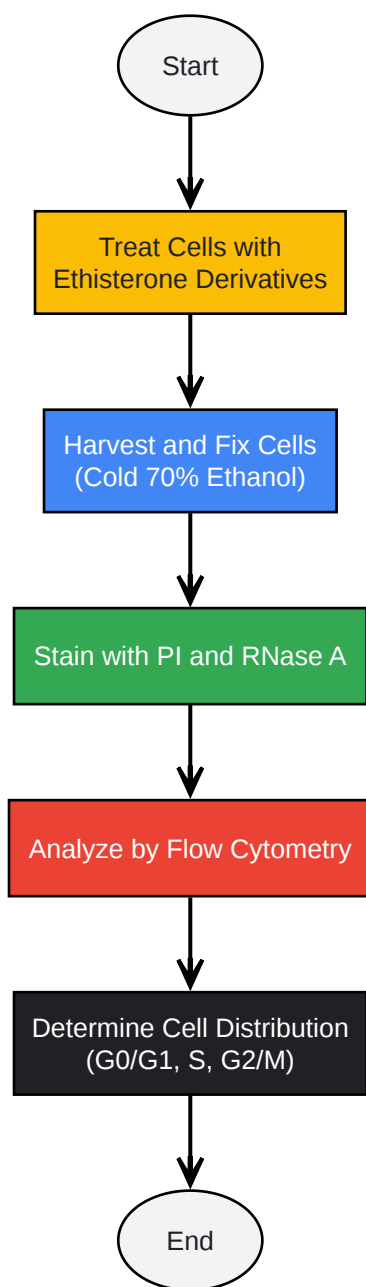 Start
Treat Cells with
Ethisterone Derivatives
Harvest and Fix Cells
(Cold 70% Ethanol)
Stain with PI and RNase A
Analyze by Flow Cytometry
Determine Cell Distribution
(G0/G1, S, G2/M)
End